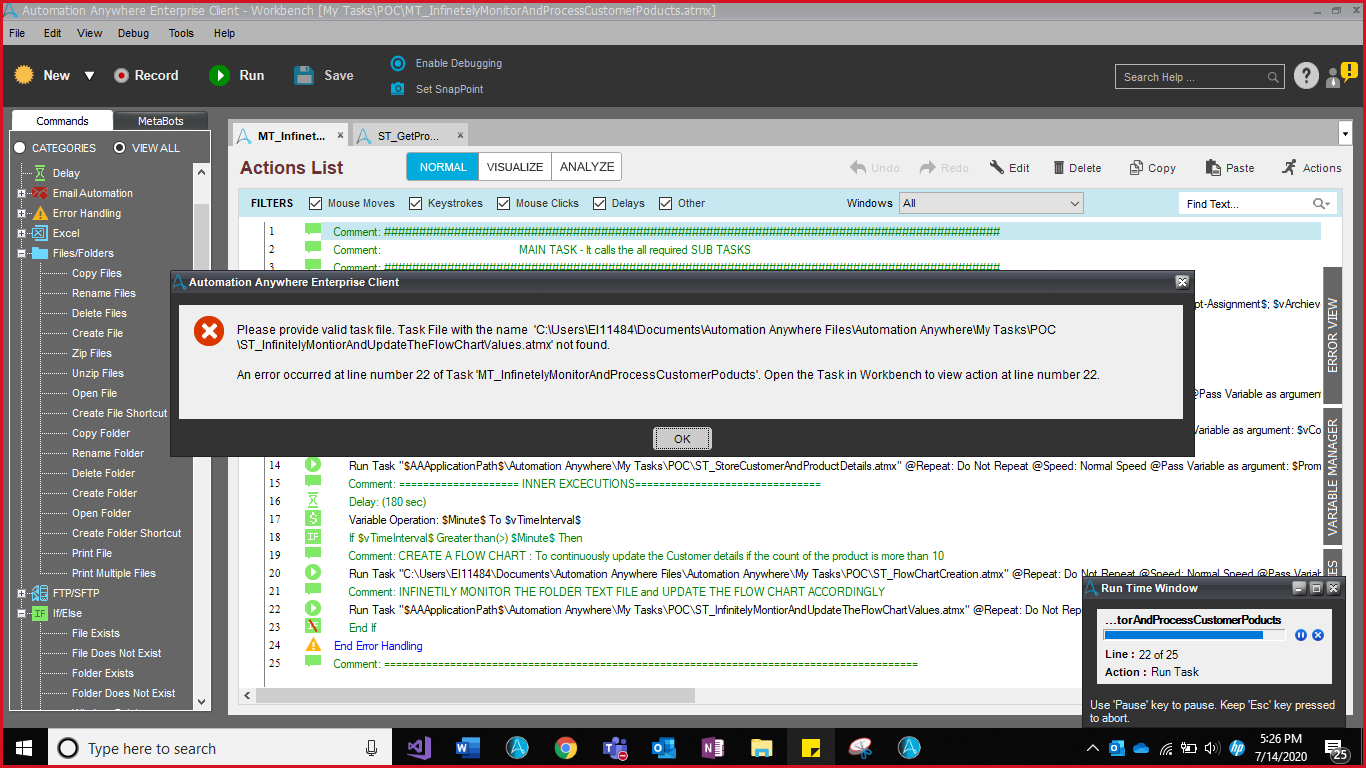 Automation Anywhere Enterprise Client - Workbench [My Tasks\POC\MT_InfinetelyMonitorAndProcessCustomerPoducts.atmx]
File Edit View Debug Tools Help
New Record Run Save
Enable Debugging
Set SnapPoint
Search Help ...
Commands MetaBots
CATEGORIES VIEW ALL
Delay
Email Automation
Error Handling
Excel
Files/Folders
Copy Files
Rename Files
Delete Files
Create File
Zip Files
Unzip Files
Open File
Create File Shortcut
Copy Folder
Rename Folder
Delete Folder
Create Folder
Open Folder
Create Folder Shortcut
Print File
Print Multiple Files
FTP/SFTP
If/Else
File Exists
File Does Not Exist
Folder Exists
Folder Does Not Exist
MT_Infinet... ST_GetPro...
Actions List NORMAL VISUALIZE ANALYZE Undo Redo Edit Delete Copy Paste Actions
FILTERS Mouse Moves Keystrokes Mouse Clicks Delays Other Windows All Find Text...
1 Comment: ########################################################################################
2 Comment: MAIN TASK - It calls the all required SUB TASKS
3 Comment: ########################################################################################
pt-Assignment$; $vArchiev
@Pass Variable as argument
Variable as argument: $vCo
Automation Anywhere Enterprise Client
Please provide valid task file. Task File with the name 'C:\Users\EI11484\Documents\Automation Anywhere Files\Automation Anywhere\My Tasks\POC
\ST_InfinitelyMontiorAndUpdateTheFlowChartValues.atmx' not found.
An error occurred at line number 22 of Task 'MT_InfinetelyMonitorAndProcessCustomerPoducts'. Open the Task in Workbench to view action at line number 22.
OK
14 Run Task "$AAApplicationPath$\Automation Anywhere\My Tasks\POC\ST_StoreCustomerAndProductDetails.atmx" @Repeat: Do Not Repeat @Speed: Normal Speed @Pass Variable as argument: $Prom
15 Comment: ==================== INNER EXCECUTIONS===============================
16 Delay: (180 sec)
17 Variable Operation: $Minute$ To $vTimeInterval$
18 If $vTimeInterval$ Greater than(>) $Minute$ Then
19 Comment: CREATE A FLOW CHART : To continuously update the Customer details if the count of the product is more than 10
20 Run Task "C:\Users\EI11484\Documents\Automation Anywhere Files\Automation Anywhere\My Tasks\POC\ST_FlowChartCreation.atmx" @Repeat: Do Not Repeat @Speed: Normal Speed @Pass Varia
21 Comment: INFINETILY MONITOR THE FOLDER TEXT FILE and UPDATE THE FLOW CHART ACCORDINGLY
22 Run Task "$AAApplicationPath$\Automation Anywhere\My Tasks\POC\ST_InfinitelyMontiorAndUpdateTheFlowChartValues.atmx" @Repeat: Do Not Rep
23 End If
24 End Error Handling
25 Comment: =========================================================================================
ERROR VIEW
VARIABLE MANAGER
ES
Run Time Window
...torAndProcessCustomerPoducts
Line : 22 of 25
Action : Run Task
Use 'Pause' key to pause. Keep 'Esc' key pressed
to abort.
Type here to search
5:26 PM
7/14/2020
25